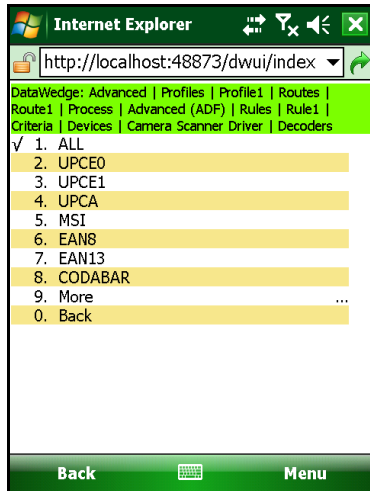 Internet Explorer
http://localhost:48873/dwui/index
DataWedge: Advanced | Profiles | Profile1 | Routes |
Route1 | Process | Advanced (ADF) | Rules | Rule1 |
Criteria | Devices | Camera Scanner Driver | Decoders
√ 1. ALL
2. UPCE0
3. UPCE1
4. UPCA
5. MSI
6. EAN8
7. EAN13
8. CODABAR
9. More ...
0. Back
Back Menu